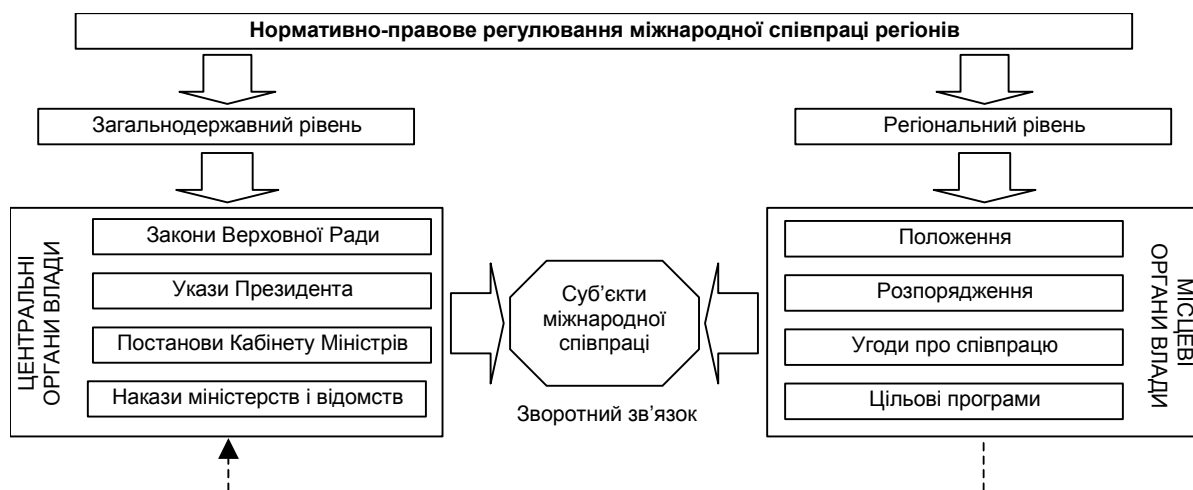 Нормативно-правове регулювання міжнародної співпраці регіонів
Загальнодержавний рівень
Регіональний рівень
ЦЕНТРАЛЬНІ
ОРГАНИ ВЛАДИ
Закони Верховної Ради
Укази Президента
Постанови Кабінету Міністрів
Накази міністерств і відомств
Суб’єкти
міжнародної
співпраці
Зворотний зв’язок
Положення
Розпорядження
Угоди про співпрацю
Цільові програми
МІСЦЕВІ
ОРГАНИ ВЛАДИ